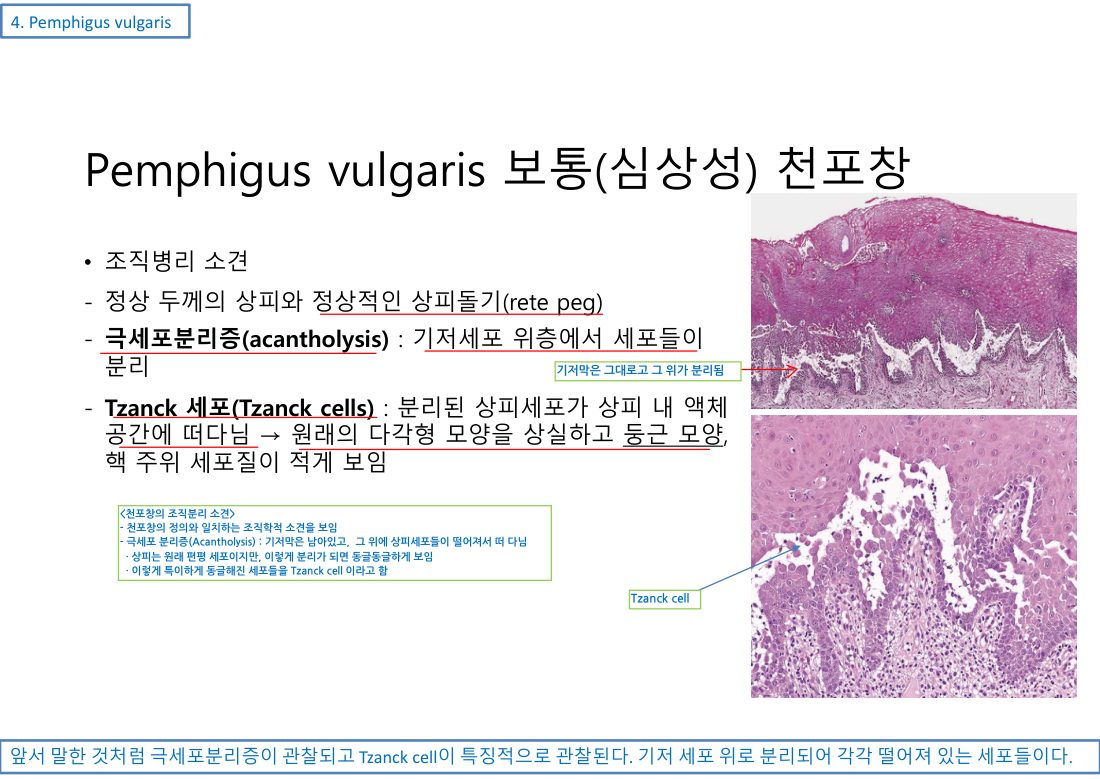 4. Pemphigus vulgaris
Pemphigus vulgaris 보통(심상성) 천포창
• 조직병리 소견
- 정상 두께의 상피와 정상적인 상피돌기(rete peg)
- 극세포분리증(acantholysis) : 기저세포 위층에서 세포들이
분리
기저막은 그대로고 그 위가 분리됨
- Tzanck 세포(Tzanck cells) : 분리된 상피세포가 상피 내 액체
공간에 떠다님 → 원래의 다각형 모양을 상실하고 둥근 모양,
핵 주위 세포질이 적게 보임
<천포창의 조직분리 소견>
- 천포창의 정의와 일치하는 조직학적 소견을 보임
- 극세포 분리증(Acantholysis) : 기저막은 남아있고, 그 위에 상피세포들이 떨어져서 떠 다님
· 상피는 원래 편평 세포이지만, 이렇게 분리가 되면 동글동글하게 보임
· 이렇게 특이하게 동글해진 세포들을 Tzanck cell 이라고 함
Tzanck cell
앞서 말한 것처럼 극세포분리증이 관찰되고 Tzanck cell이 특징적으로 관찰된다. 기저 세포 위로 분리되어 각각 떨어져 있는 세포들이다.